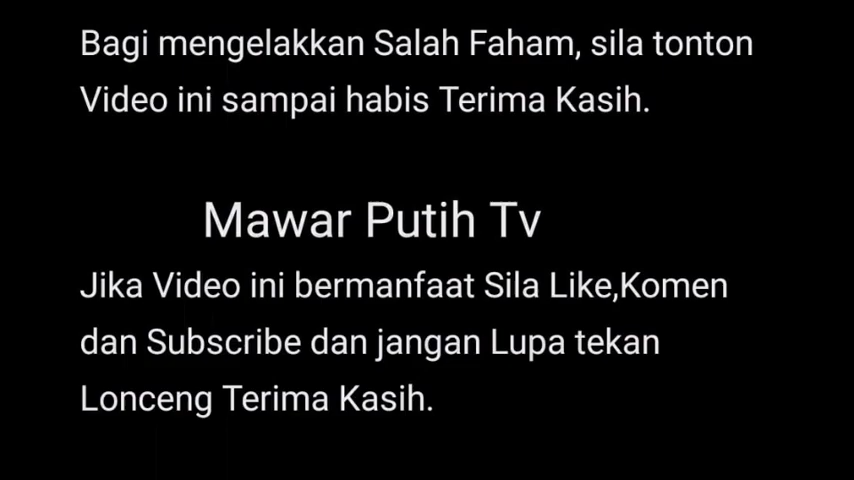 Bagi mengelakkan Salah Faham, sila tonton
Video ini sampai habis Terima Kasih.
Mawar Putih Tv
Jika Video ini bermanfaat Sila Like,Komen
dan Subscribe dan jangan Lupa tekan
Lonceng Terima Kasih.